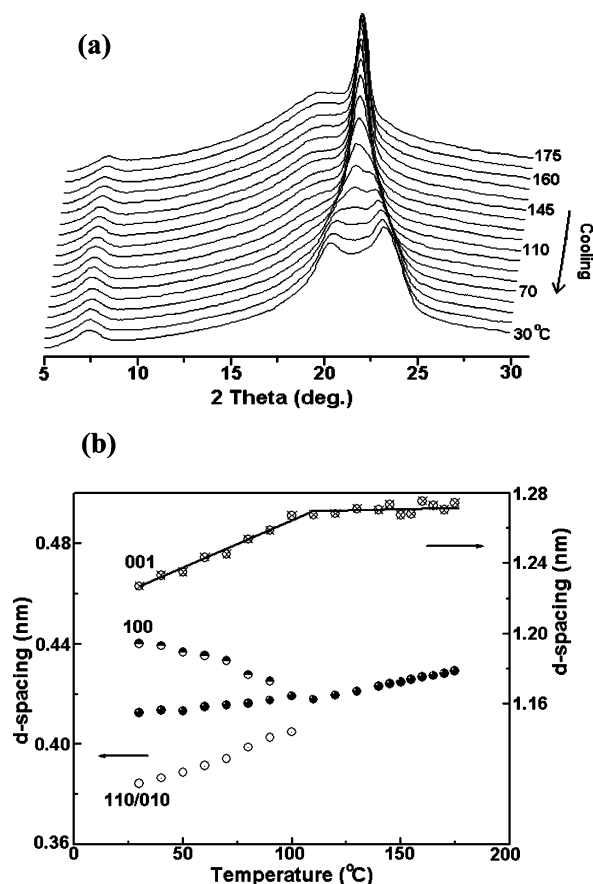 (a)
175
160
145
110
70
30 °C
Cooling
5 10 15 20 25 30
2 Theta (deg.)
(b)
0.48
0.44
0.40
0.36
d-spacing (nm)
001
100
110/010
1.28
1.24
1.20
1.16
d-spacing (nm)
0 50 100 150 200
Temperature (°C)